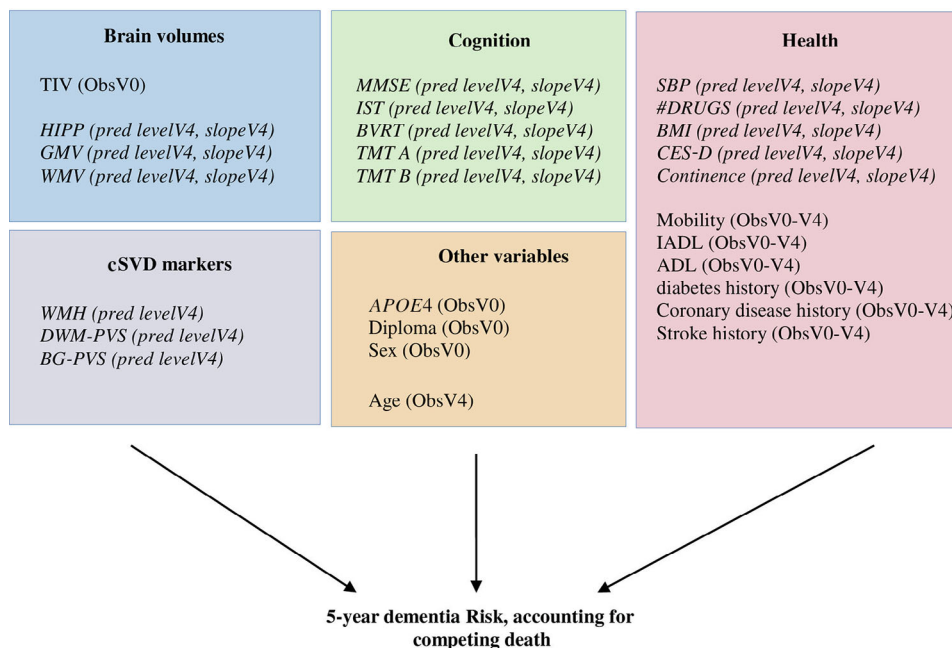 Brain volumes
TIV (ObsV0)
HIPP (pred levelV4, slopeV4)
GMV (pred levelV4, slopeV4)
WMV (pred levelV4, slopeV4)
Cognition
MMSE (pred levelV4, slopeV4)
IST (pred levelV4, slopeV4)
BVRT (pred levelV4, slopeV4)
TMT A (pred levelV4, slopeV4)
TMT B (pred levelV4, slopeV4)
Health
SBP (pred levelV4, slopeV4)
#DRUGS (pred levelV4, slopeV4)
BMI (pred levelV4, slopeV4)
CES-D (pred levelV4, slopeV4)
Continence (pred levelV4, slopeV4)
Mobility (ObsV0-V4)
IADL (ObsV0-V4)
ADL (ObsV0-V4)
diabetes history (ObsV0-V4)
Coronary disease history (ObsV0-V4)
Stroke history (ObsV0-V4)
cSVD markers
WMH (pred levelV4)
DWM-PVS (pred levelV4)
BG-PVS (pred levelV4)
Other variables
APOE4 (ObsV0)
Diploma (ObsV0)
Sex (ObsV0)
Age (ObsV4)
5-year dementia Risk, accounting for
competing death